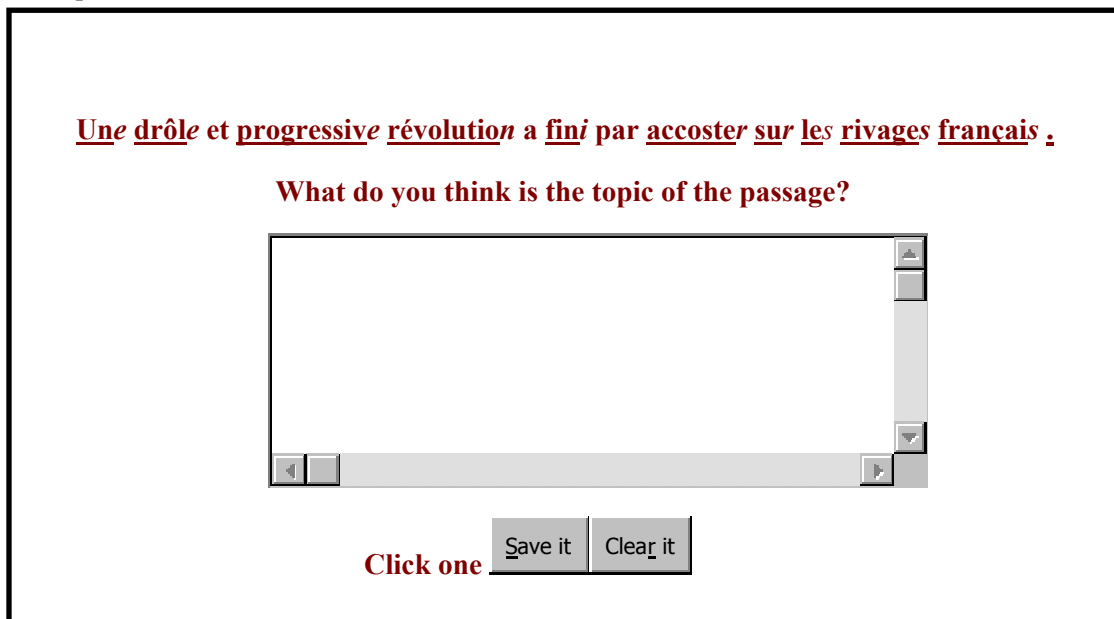 Une drôle et progressive révolution a fini par accoster sur les rivages français .
What do you think is the topic of the passage?
Click one Save it Clear it